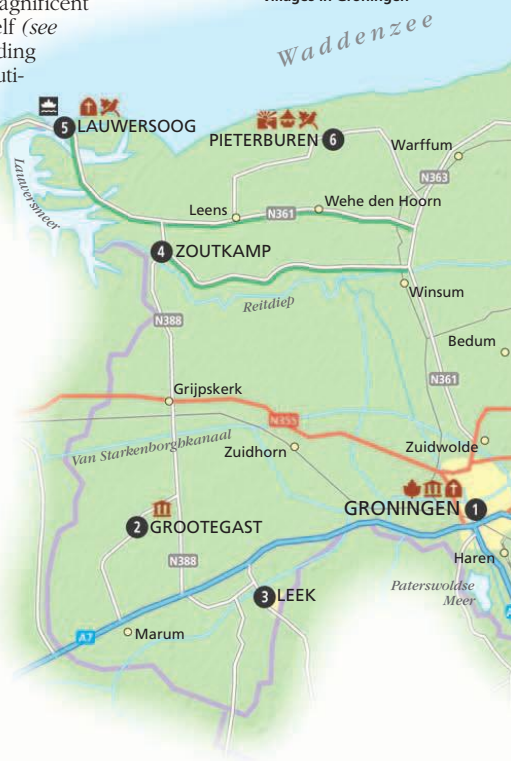 agnificent
elf (see
ding
uti-
Villages in Groningen
Waddenzee
5 LAUWERSOOG
PIETERBUREN 6
Warffum
N363
Lauwersmeer
Leens
N361
Wehe den Hoorn
4 ZOUTKAMP
Reitdiep
Winsum
N388
Bedum
N361
Grijpskerk
N355
Van Starkenborghkanaal
Zuidhorn
Zuidwolde
GRONINGEN 1
2 GROOTEGAST
N388
Haren
3 LEEK
Paterswoldse
Meer
A7
Marum